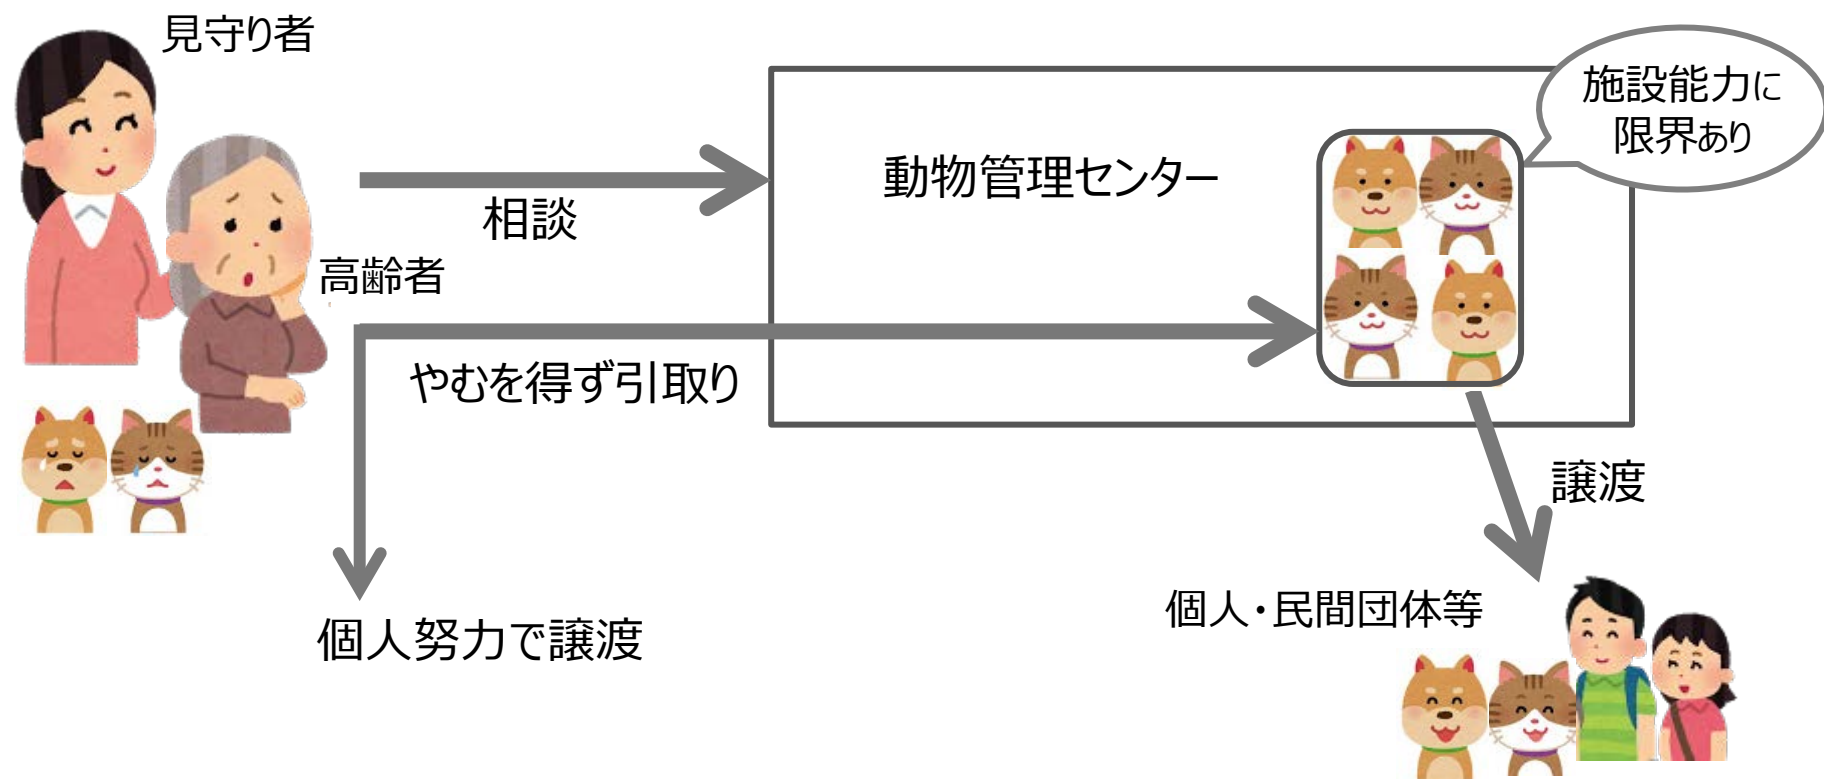 見守り者
施設能力に
限界あり
動物管理センター
相談
高齢者
やむを得ず引取り
譲渡
個人・民間団体等
個人努力で譲渡